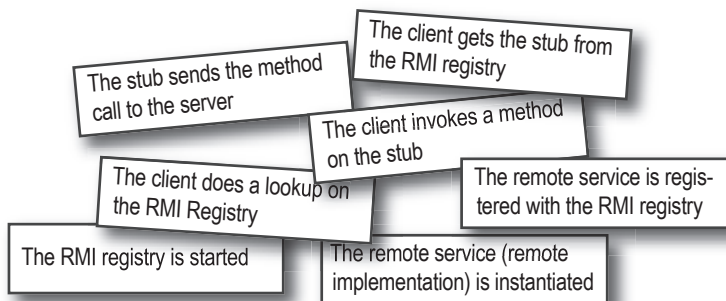 The stub sends the method
call to the server
The client gets the stub from
the RMI registry
The client invokes a method
on the stub
The client does a lookup on
the RMI Registry
The remote service is regis-
tered with the RMI registry
The RMI registry is started
The remote service (remote
implementation) is instantiated